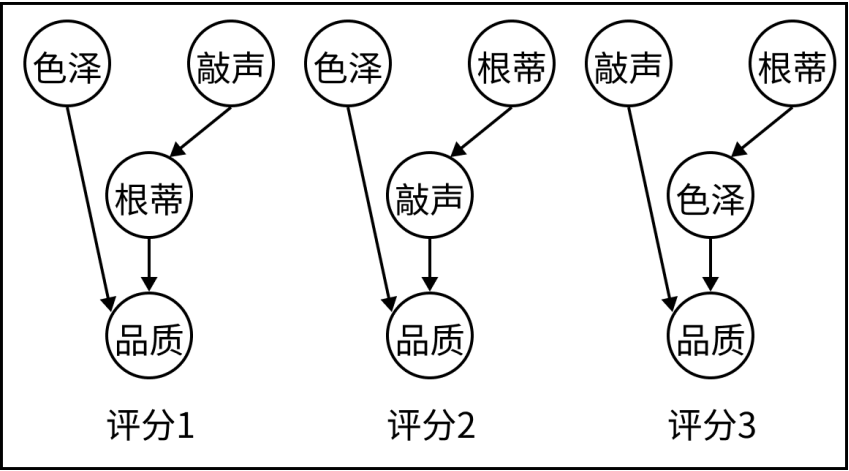 色泽 敲声 色泽 根蒂 敲声 根蒂
根蒂 敲声 色泽
品质 品质 品质
评分1 评分2 评分3